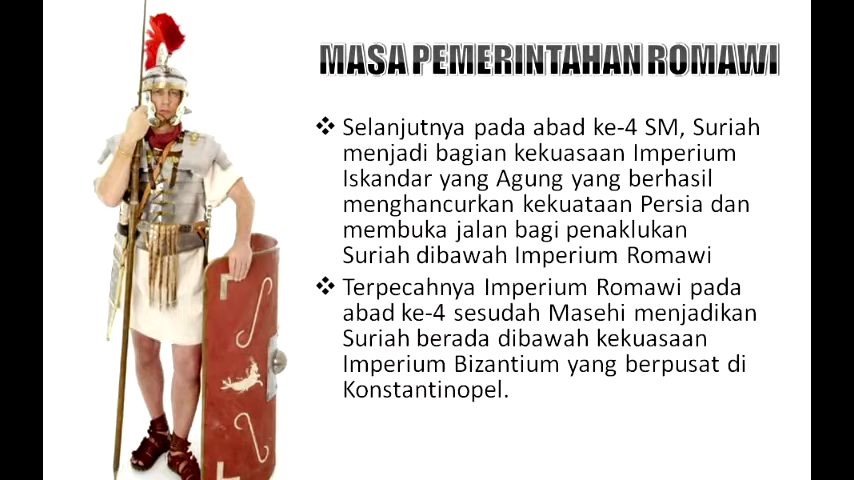 MASA PEMERINTAHAN ROMAWI
❖ Selanjutnya pada abad ke-4 SM, Suriah
menjadi bagian kekuasaan Imperium
Iskandar yang Agung yang berhasil
menghancurkan kekuataan Persia dan
membuka jalan bagi penaklukan
Suriah dibawah Imperium Romawi
❖ Terpecahnya Imperium Romawi pada
abad ke-4 sesudah Masehi menjadikan
Suriah berada dibawah kekuasaan
Imperium Bizantium yang berpusat di
Konstantinopel.